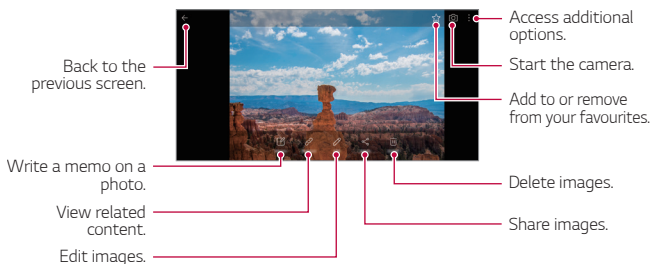 Back to the
previous screen.
Write a memo on a
photo.
View related
content.
Edit images.
Access additional
options.
Start the camera.
Add to or remove
from your favourites.
Delete images.
Share images.